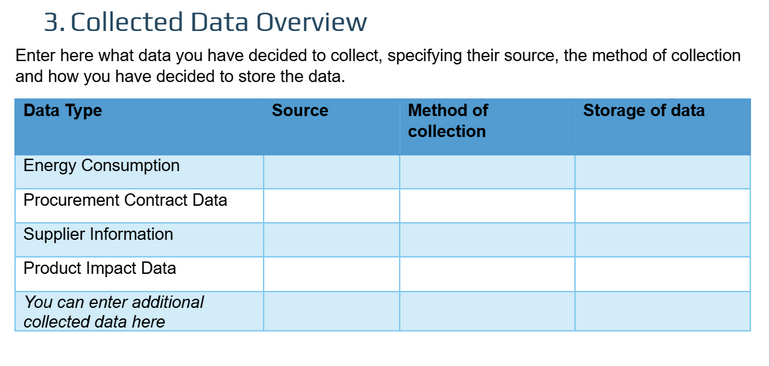 3. Collected Data Overview
Enter here what data you have decided to collect, specifying their source, the method of collection
and how you have decided to store the data.
Data Type Source Method of collection Storage of data
Energy Consumption
Procurement Contract Data
Supplier Information
Product Impact Data
You can enter additional
collected data here